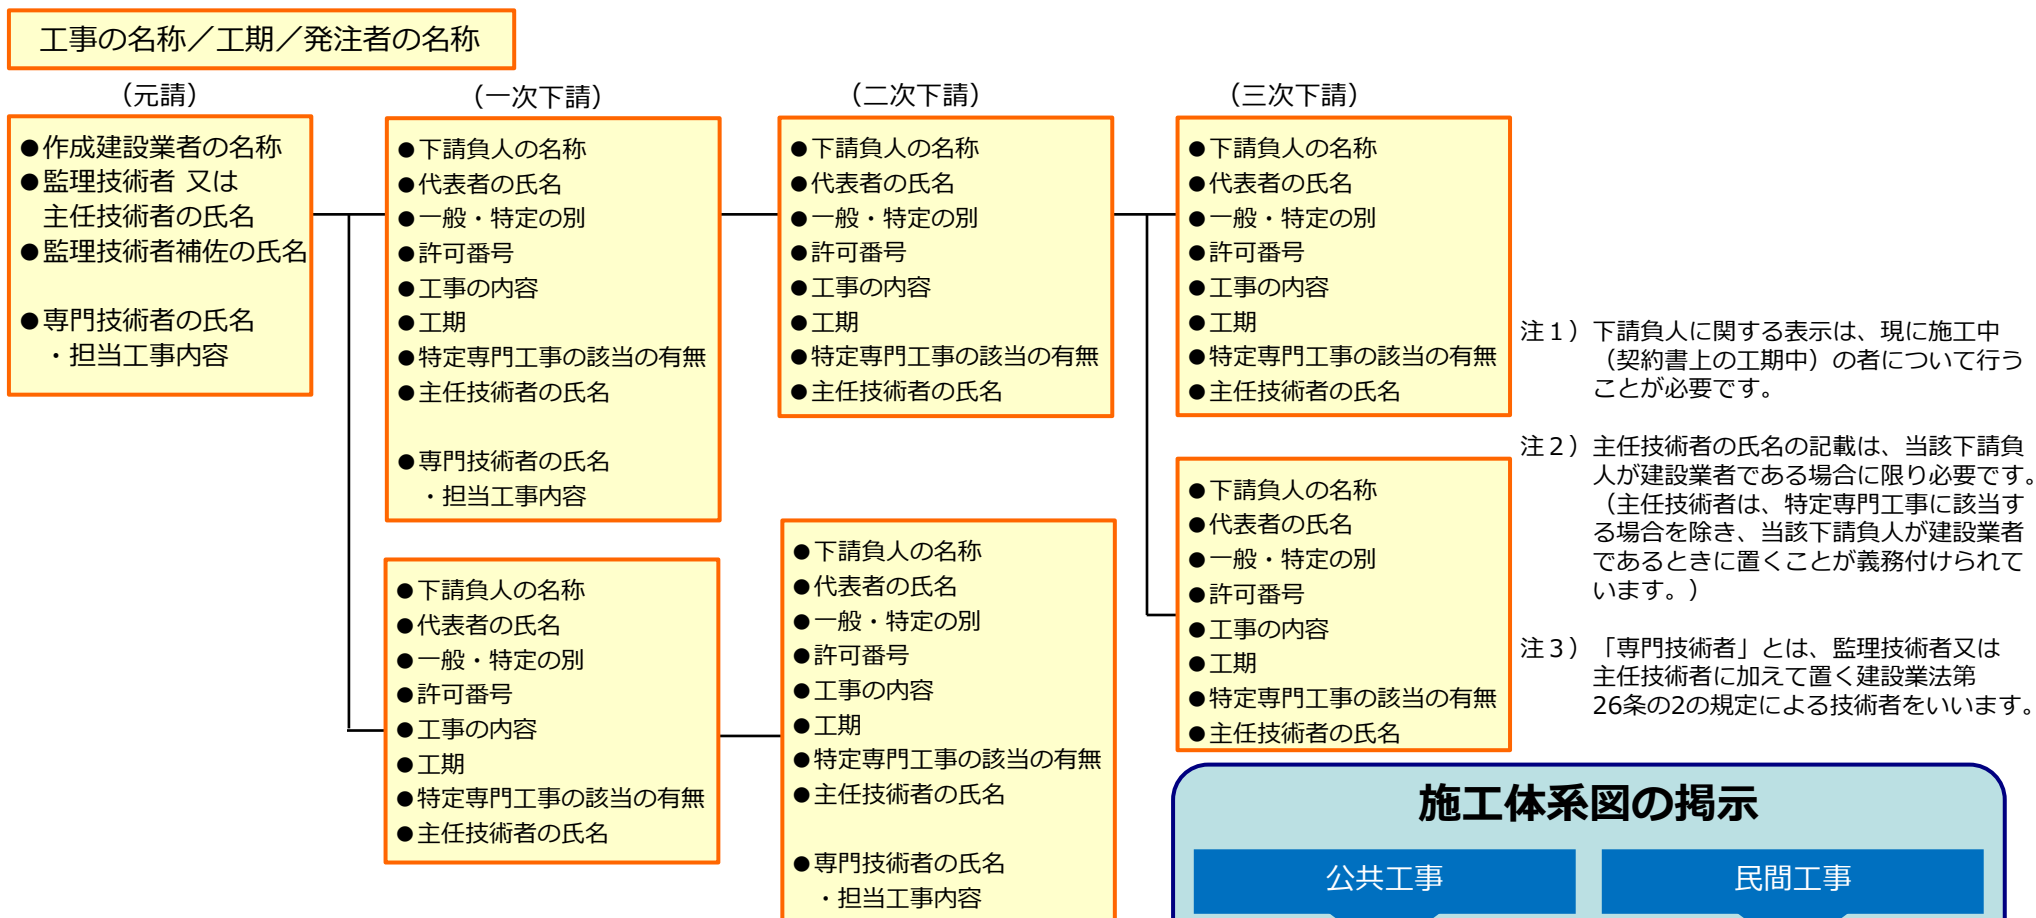 工事の名称／工期／発注者の名称
（元請）
●作成建設業者の名称
●監理技術者 又は
主任技術者の氏名
●監理技術者補佐の氏名
●専門技術者の氏名
・担当工事内容
（一次下請）
●下請負人の名称
●代表者の氏名
●一般・特定の別
●許可番号
●工事の内容
●工期
●特定専門工事の該当の有無
●主任技術者の氏名
●専門技術者の氏名
・担当工事内容
●下請負人の名称
●代表者の氏名
●一般・特定の別
●許可番号
●工事の内容
●工期
●特定専門工事の該当の有無
●主任技術者の氏名
（二次下請）
●下請負人の名称
●代表者の氏名
●一般・特定の別
●許可番号
●工事の内容
●工期
●特定専門工事の該当の有無
●主任技術者の氏名
●下請負人の名称
●代表者の氏名
●一般・特定の別
●許可番号
●工事の内容
●工期
●特定専門工事の該当の有無
●主任技術者の氏名
●専門技術者の氏名
・担当工事内容
（三次下請）
●下請負人の名称
●代表者の氏名
●一般・特定の別
●許可番号
●工事の内容
●工期
●特定専門工事の該当の有無
●主任技術者の氏名
●下請負人の名称
●代表者の氏名
●一般・特定の別
●許可番号
●工事の内容
●工期
●特定専門工事の該当の有無
●主任技術者の氏名
注１）下請負人に関する表示は、現に施工中
（契約書上の工期中）の者について行う
ことが必要です。
注２）主任技術者の氏名の記載は、当該下請負
人が建設業者である場合に限り必要です。
（主任技術者は、特定専門工事に該当す
る場合を除き、当該下請負人が建設業者
であるときに置くことが義務付けられて
います。）
注３）「専門技術者」とは、監理技術者又は
主任技術者に加えて置く建設業法第
26条の2の規定による技術者をいいます。
施工体系図の掲示
公共工事
民間工事